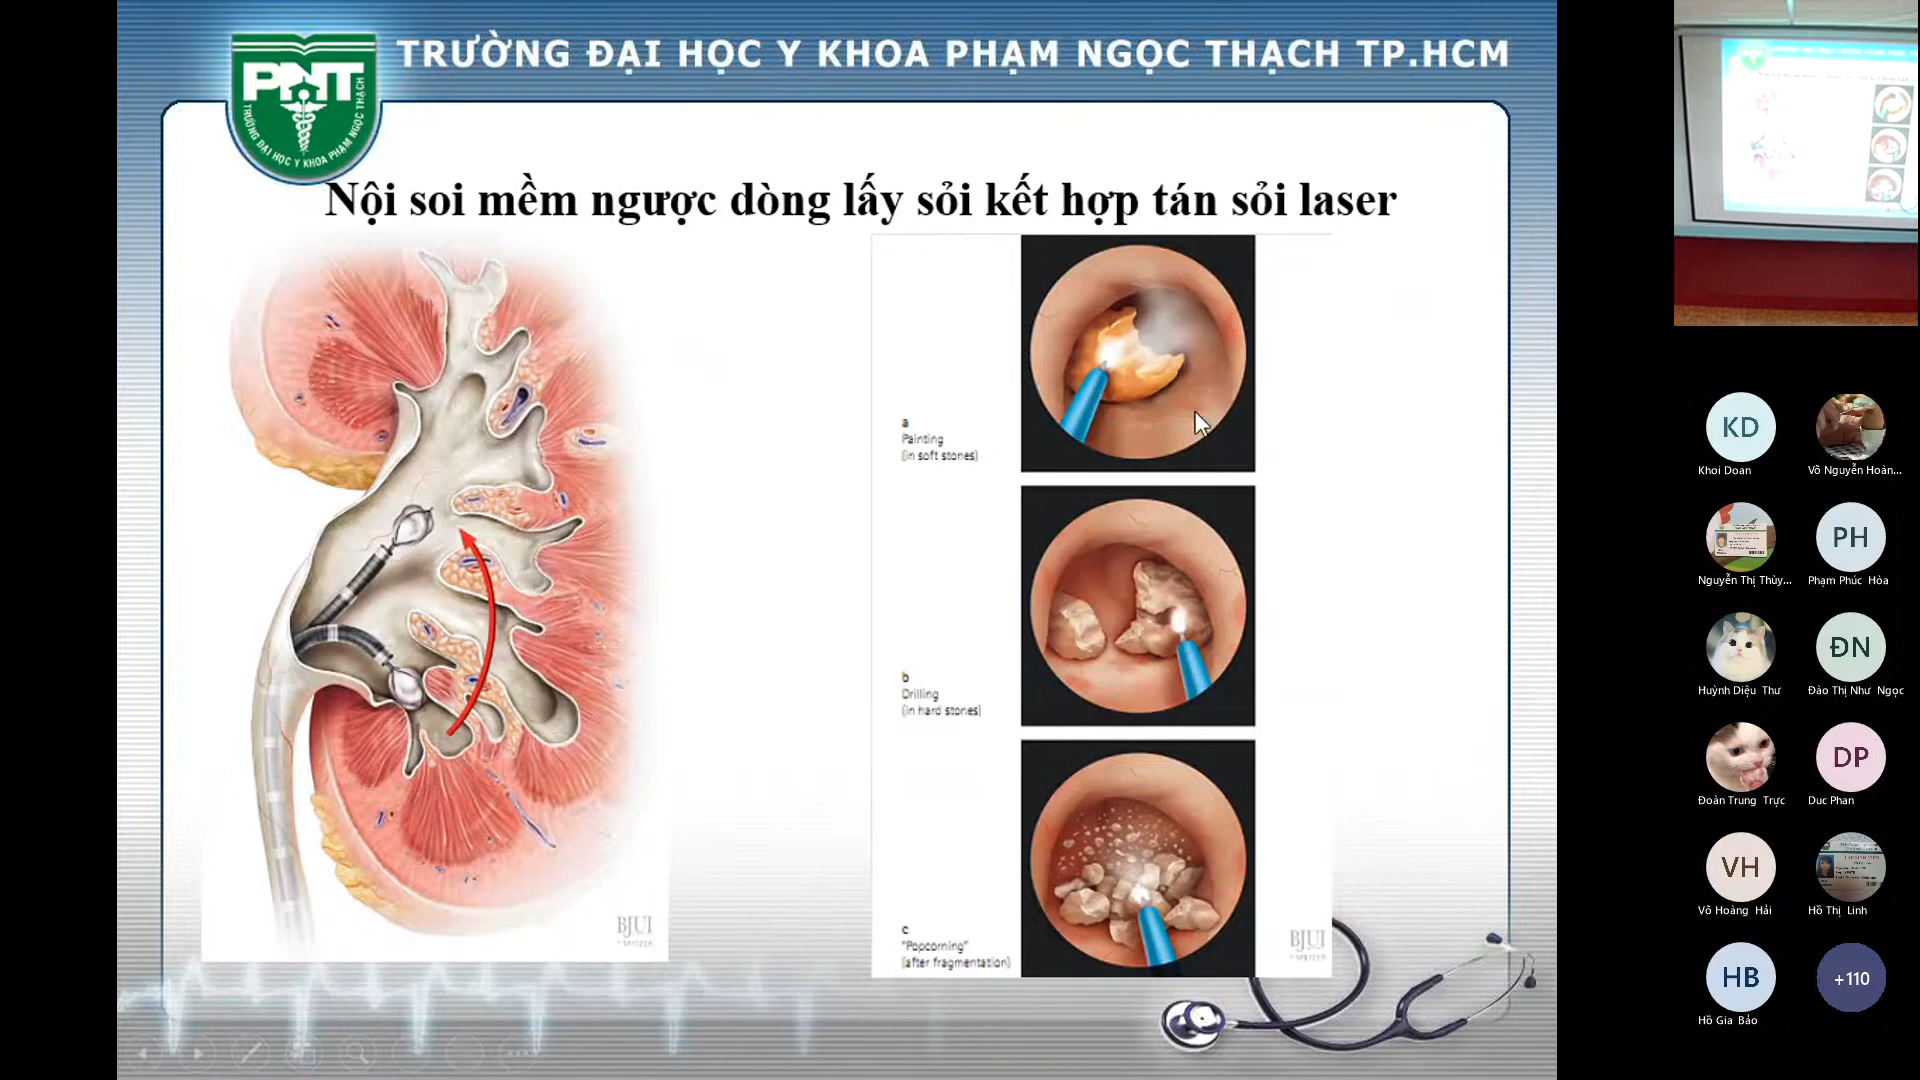 TRƯỜNG ĐẠI HỌC Y KHOA PHẠM NGỌC THẠCH TP.HCM
PNT
TRƯỜNG ĐẠI HỌC Y KHOA PHẠM NGỌC THẠCH
Nội soi mềm ngược dòng lấy sỏi kết hợp tán sỏi laser
a
Painting
(in soft stones)
b
Drilling
(in hard stones)
c
"Popcorning"
(after fragmentation)
BJUI
BJUI
KD
Khoi Doan
Võ Nguyễn Hoàn...
Nguyễn Thị Thùy...
PH
Phạm Phúc Hòa
Huỳnh Diệu Thư
ĐN
Đào Thị Như Ngọc
Đoàn Trung Trực
DP
Duc Phan
VH
Võ Hoàng Hải
Hồ Thị Linh
HB
Hồ Gia Bảo
+110